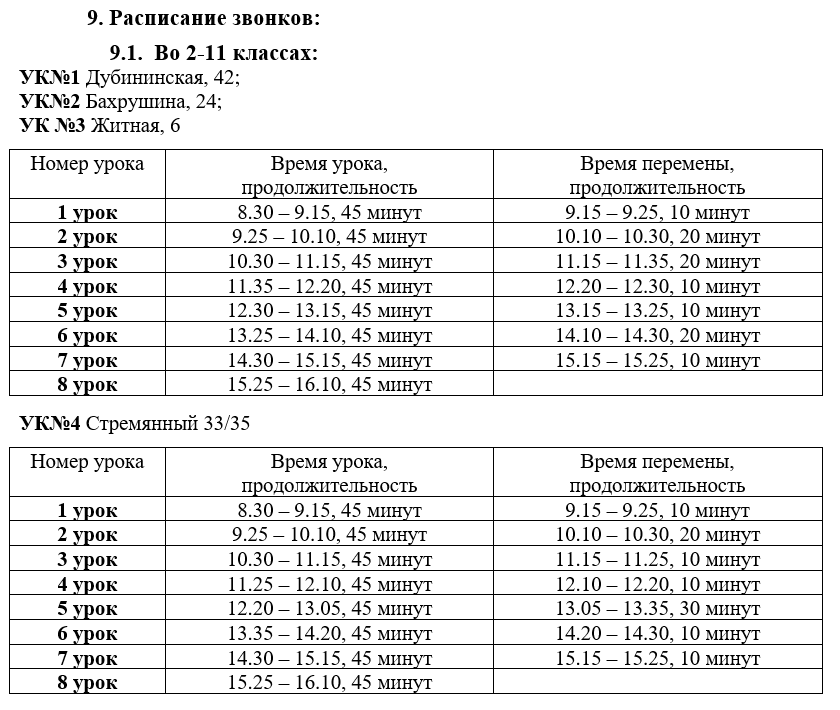 9. Расписание звонков:
9.1. Во 2-11 классах:
УК№1 Дубининская, 42;
УК№2 Бахрушина, 24;
УК №3 Житная, 6
Номер урока Время урока, продолжительность Время перемены, продолжительность
1 урок 8.30 – 9.15, 45 минут 9.15 – 9.25, 10 минут
2 урок 9.25 – 10.10, 45 минут 10.10 – 10.30, 20 минут
3 урок 10.30 – 11.15, 45 минут 11.15 – 11.35, 20 минут
4 урок 11.35 – 12.20, 45 минут 12.20 – 12.30, 10 минут
5 урок 12.30 – 13.15, 45 минут 13.15 – 13.25, 10 минут
6 урок 13.25 – 14.10, 45 минут 14.10 – 14.30, 20 минут
7 урок 14.30 – 15.15, 45 минут 15.15 – 15.25, 10 минут
8 урок 15.25 – 16.10, 45 минут
УК№4 Стремянный 33/35
Номер урока Время урока, продолжительность Время перемены, продолжительность
1 урок 8.30 – 9.15, 45 минут 9.15 – 9.25, 10 минут
2 урок 9.25 – 10.10, 45 минут 10.10 – 10.30, 20 минут
3 урок 10.30 – 11.15, 45 минут 11.15 – 11.25, 10 минут
4 урок 11.25 – 12.10, 45 минут 12.10 – 12.20, 10 минут
5 урок 12.20 – 13.05, 45 минут 13.05 – 13.35, 30 минут
6 урок 13.35 – 14.20, 45 минут 14.20 – 14.30, 10 минут
7 урок 14.30 – 15.15, 45 минут 15.15 – 15.25, 10 минут
8 урок 15.25 – 16.10, 45 минут